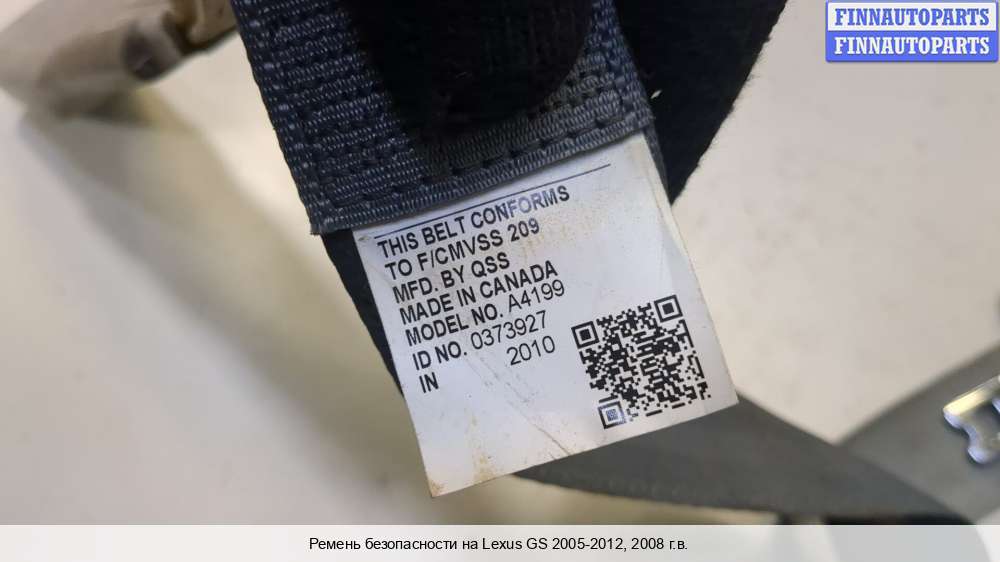 FINNAUTOPARTS
FINNAUTOPARTS
THIS BELT CONFORMS
TO F/CMVSS 209
MFD. BY QSS
MADE IN CANADA
MODEL NO. A4199
ID NO. 0373927
IN 2010
Ремень безопасности на Lexus GS 2005-2012, 2008 г.в.